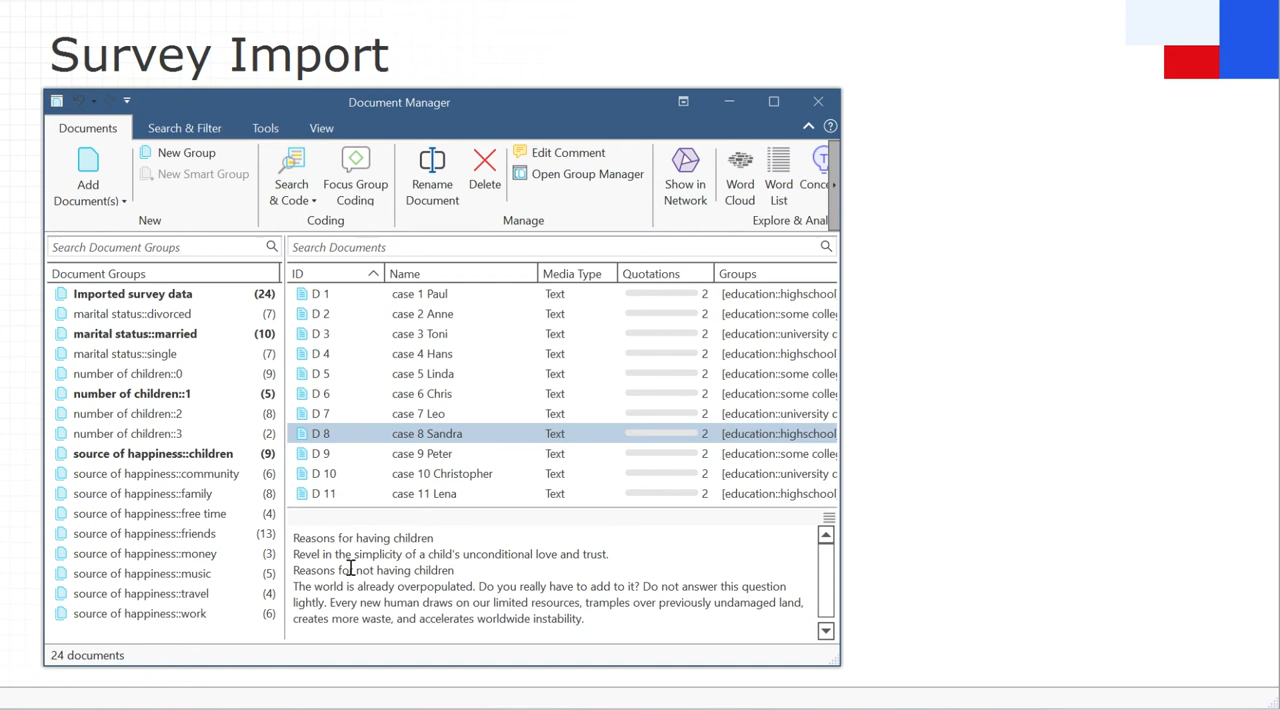 Survey Import
Document Manager
Documents Search & Filter Tools View
Add Document(s)
New Group
New Smart Group
New
Search & Code
Focus Group Coding
Coding
Rename Document
Delete
Edit Comment
Open Group Manager
Manage
Show in Network
Word Cloud
Word List
Conce
Explore & Anal
Search Document Groups
Search Documents
Document Groups
Imported survey data (24)
marital status::divorced (7)
marital status::married (10)
marital status::single (7)
number of children::0 (9)
number of children::1 (5)
number of children::2 (8)
number of children::3 (2)
source of happiness::children (9)
source of happiness::community (6)
source of happiness::family (8)
source of happiness::free time (4)
source of happiness::friends (13)
source of happiness::money (3)
source of happiness::music (5)
source of happiness::travel (4)
source of happiness::work (6)
ID Name Media Type Quotations Groups
D 1 case 1 Paul Text 2 [education::highschool
D 2 case 2 Anne Text 2 [education::some colle
D 3 case 3 Toni Text 2 [education::university c
D 4 case 4 Hans Text 2 [education::highschool
D 5 case 5 Linda Text 2 [education::some colle
D 6 case 6 Chris Text 2 [education::highschool
D 7 case 7 Leo Text 2 [education::university c
D 8 case 8 Sandra Text 2 [education::highschool
D 9 case 9 Peter Text 2 [education::some colle
D 10 case 10 Christopher Text 2 [education::university c
D 11 case 11 Lena Text 2 [education::highschool
Reasons for having children
Revel in the simplicity of a child's unconditional love and trust.
Reasons for not having children
The world is already overpopulated. Do you really have to add to it? Do not answer this question
lightly. Every new human draws on our limited resources, tramples over previously undamaged land,
creates more waste, and accelerates worldwide instability.
24 documents